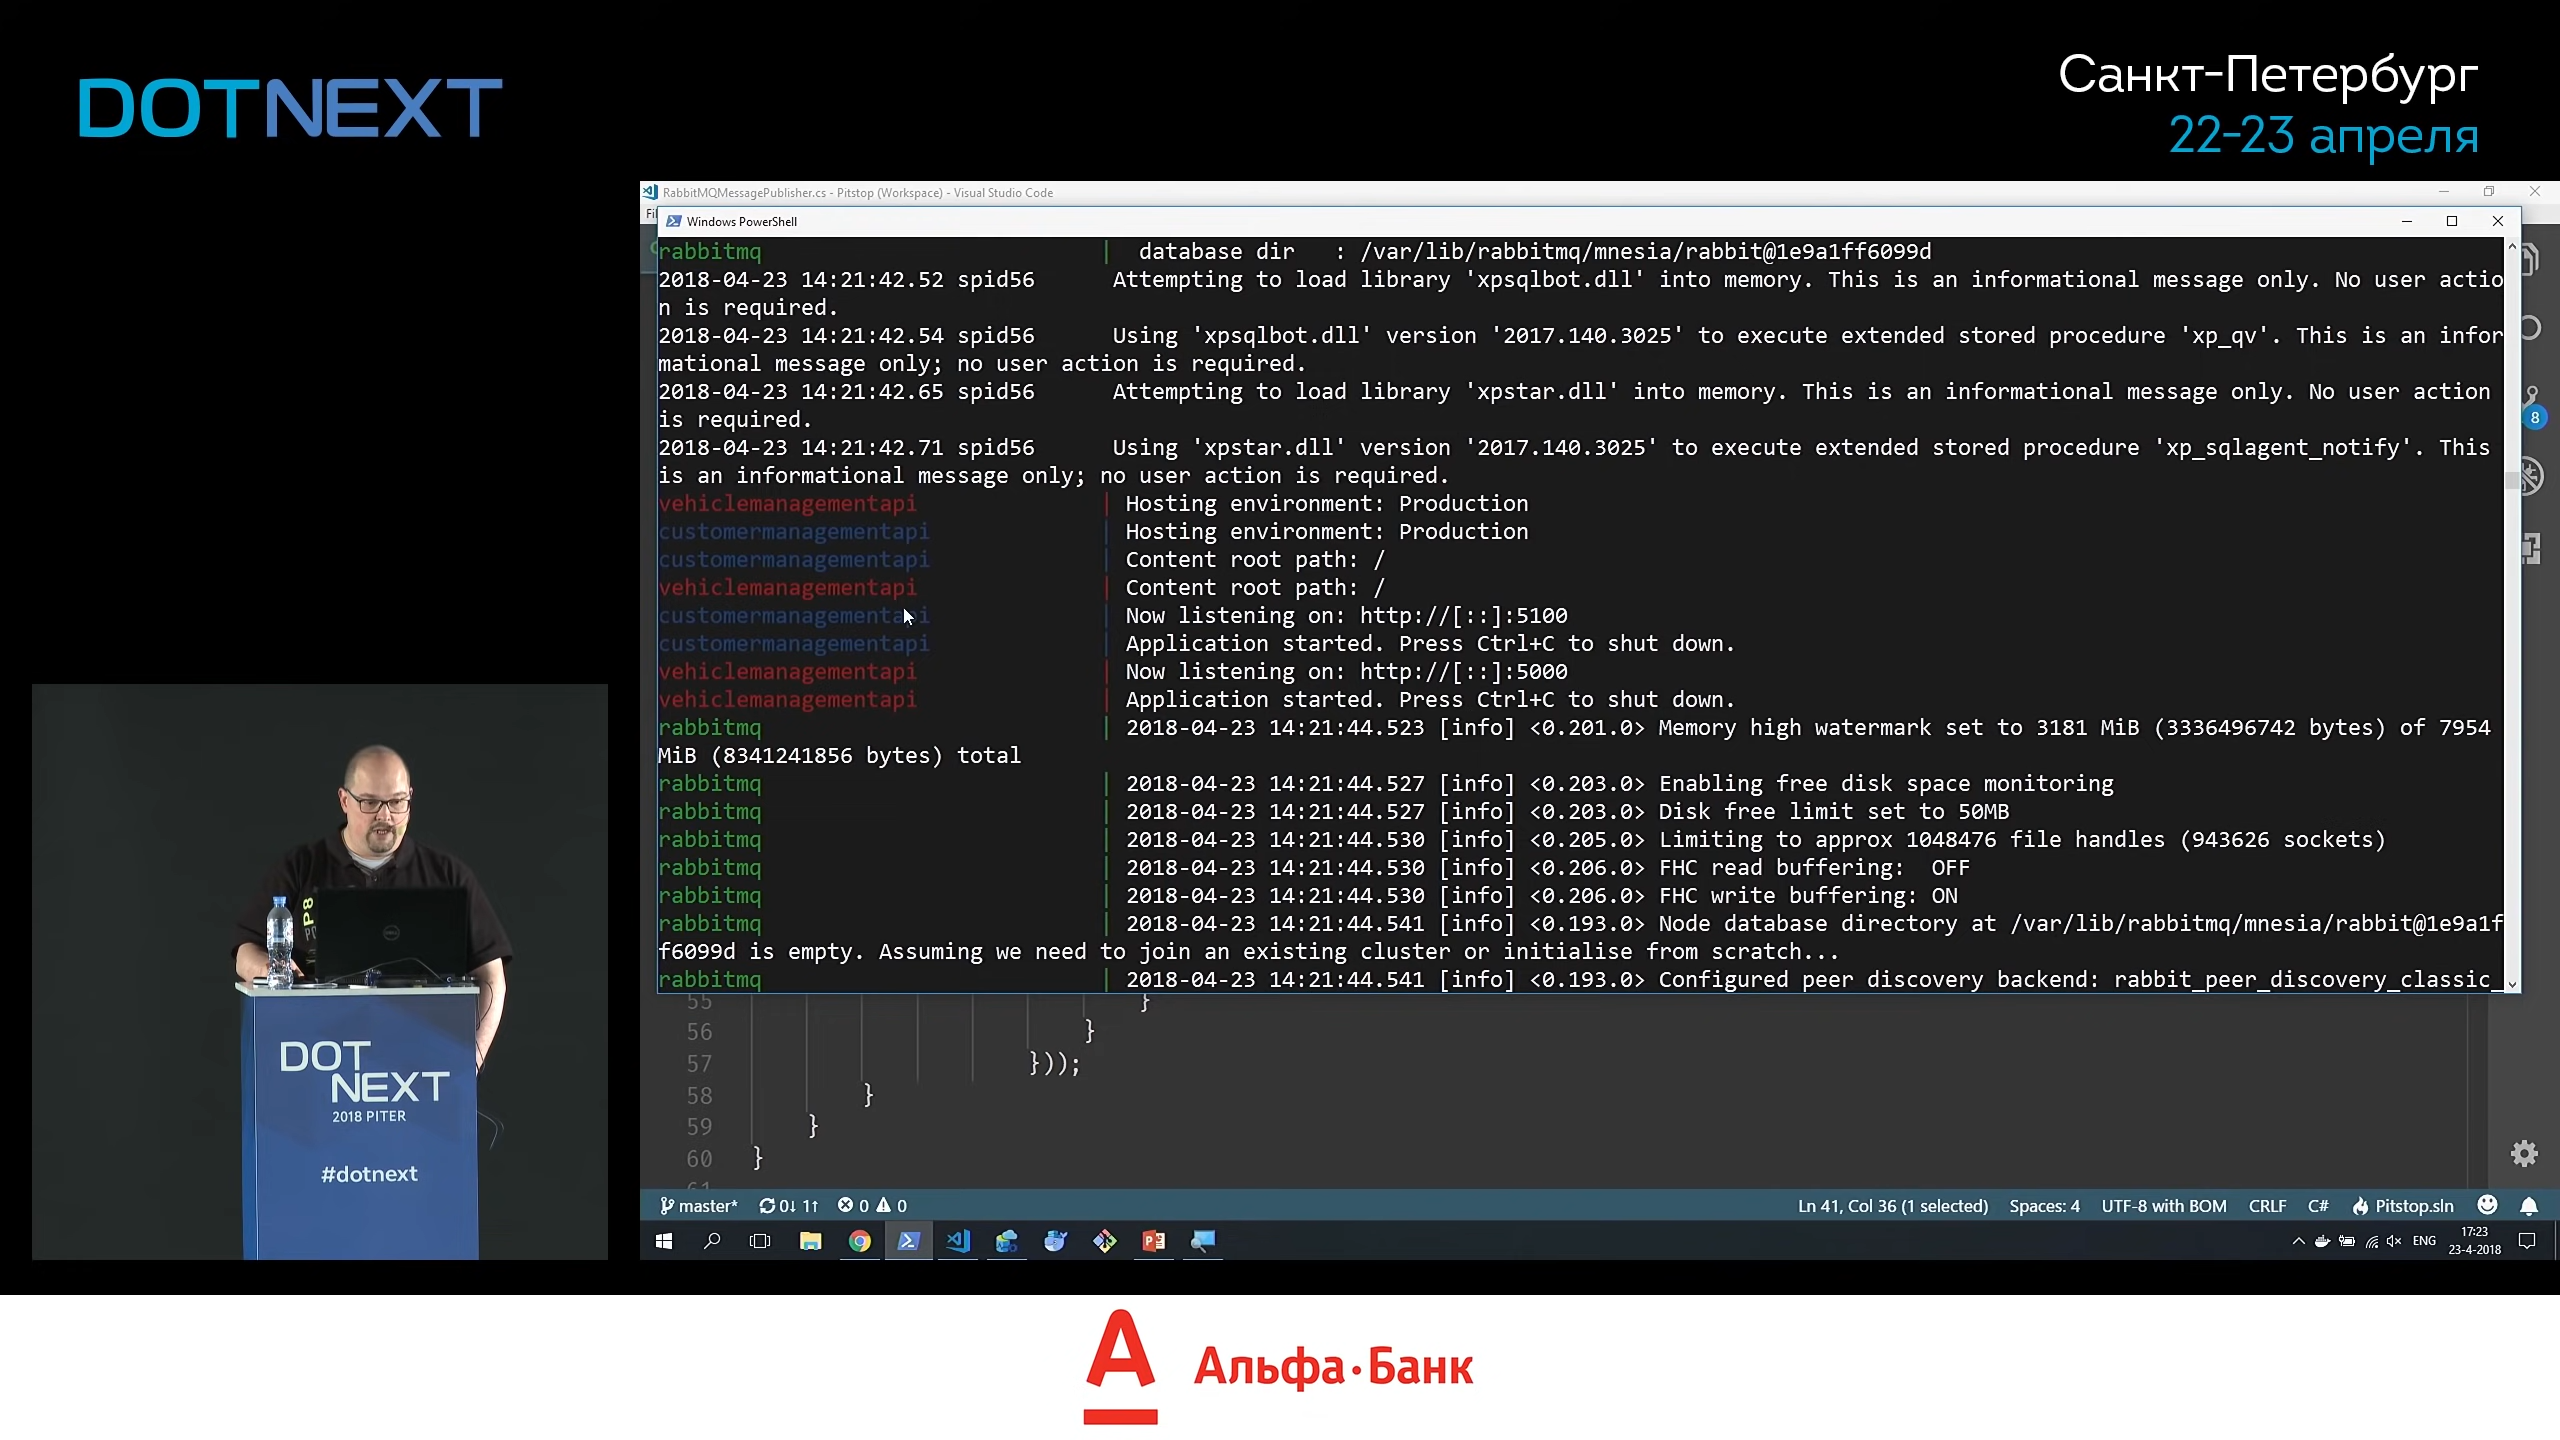 DOTNEXT
Санкт-Петербург
22-23 апреля
RabbitMQMessagePublisher.cs - Pitstop (Workspace) - Visual Studio Code
Windows PowerShell
rabbitmq | database dir : /var/lib/rabbitmq/mnesia/rabbit@1e9a1ff6099d
2018-04-23 14:21:42.52 spid56 Attempting to load library 'xpsqlbot.dll' into memory. This is an informational message only. No user actio
n is required.
2018-04-23 14:21:42.54 spid56 Using 'xpsqlbot.dll' version '2017.140.3025' to execute extended stored procedure 'xp_qv'. This is an infor
mational message only; no user action is required.
2018-04-23 14:21:42.65 spid56 Attempting to load library 'xpstar.dll' into memory. This is an informational message only. No user action
is required.
2018-04-23 14:21:42.71 spid56 Using 'xpstar.dll' version '2017.140.3025' to execute extended stored procedure 'xp_sqlagent_notify'. This
is an informational message only; no user action is required.
vehiclemanagementapi | Hosting environment: Production
customermanagementapi | Hosting environment: Production
customermanagementapi | Content root path: /
vehiclemanagementapi | Content root path: /
customermanagementapi | Now listening on: http://[::]:5100
customermanagementapi | Application started. Press Ctrl+C to shut down.
vehiclemanagementapi | Now listening on: http://[::]:5000
vehiclemanagementapi | Application started. Press Ctrl+C to shut down.
rabbitmq | 2018-04-23 14:21:44.523 [info] <0.201.0> Memory high watermark set to 3181 MiB (3336496742 bytes) of 7954
MiB (8341241856 bytes) total
rabbitmq | 2018-04-23 14:21:44.527 [info] <0.203.0> Enabling free disk space monitoring
rabbitmq | 2018-04-23 14:21:44.527 [info] <0.203.0> Disk free limit set to 50MB
rabbitmq | 2018-04-23 14:21:44.530 [info] <0.205.0> Limiting to approx 1048476 file handles (943626 sockets)
rabbitmq | 2018-04-23 14:21:44.530 [info] <0.206.0> FHC read buffering: OFF
rabbitmq | 2018-04-23 14:21:44.530 [info] <0.206.0> FHC write buffering: ON
rabbitmq | 2018-04-23 14:21:44.541 [info] <0.193.0> Node database directory at /var/lib/rabbitmq/mnesia/rabbit@1e9a1f
f6099d is empty. Assuming we need to join an existing cluster or initialise from scratch...
rabbitmq | 2018-04-23 14:21:44.541 [info] <0.193.0> Configured peer discovery backend: rabbit_peer_discovery_classic_
8
55 }
56 }
57 }));
58 }
59 }
60 }
master* 0↓ 1↑ 0 0 Ln 41, Col 36 (1 selected) Spaces: 4 UTF-8 with BOM CRLF C# Pitstop.sln
ENG 17:23
23-4-2018
DOT
NEXT
2018 PITER
#dotnext
Альфа·Банк